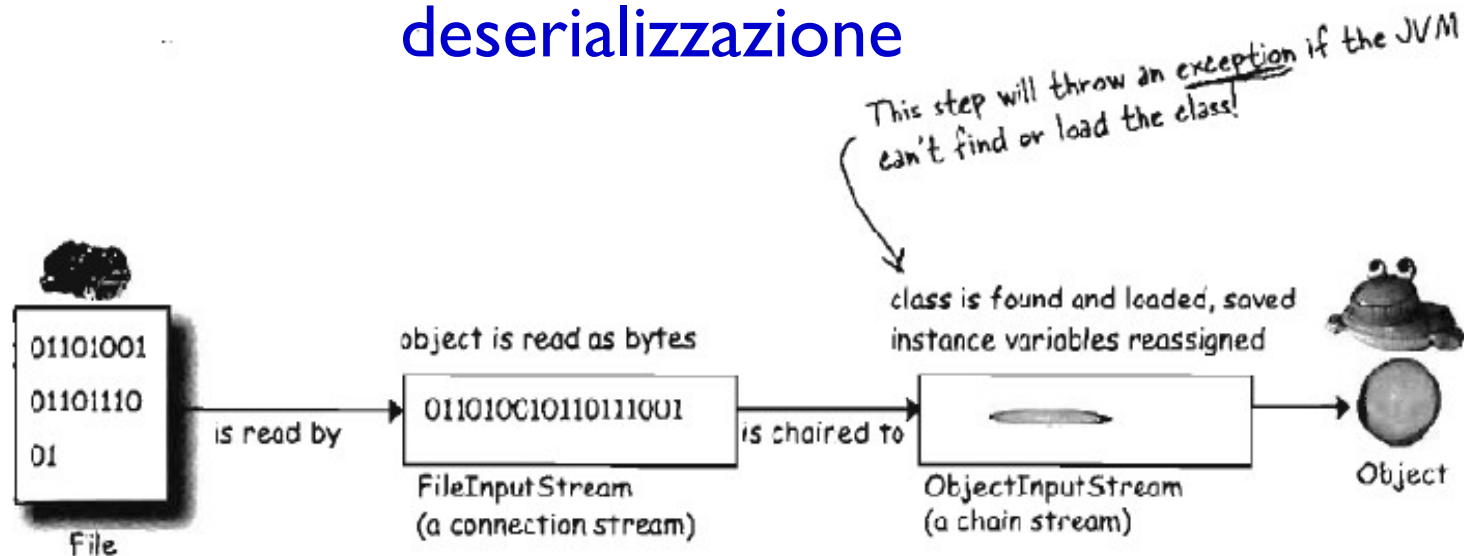 deserializzazione
This step will throw an exception if the JVM
can't find or load the class!
class is found and loaded, saved
instance variables reassigned
object is read as bytes
01101001
01101110
01
is read by
01101001011011001
is chained to
FileInputStream
(a connection stream)
ObjectInputStream
(a chain stream)
Object
File